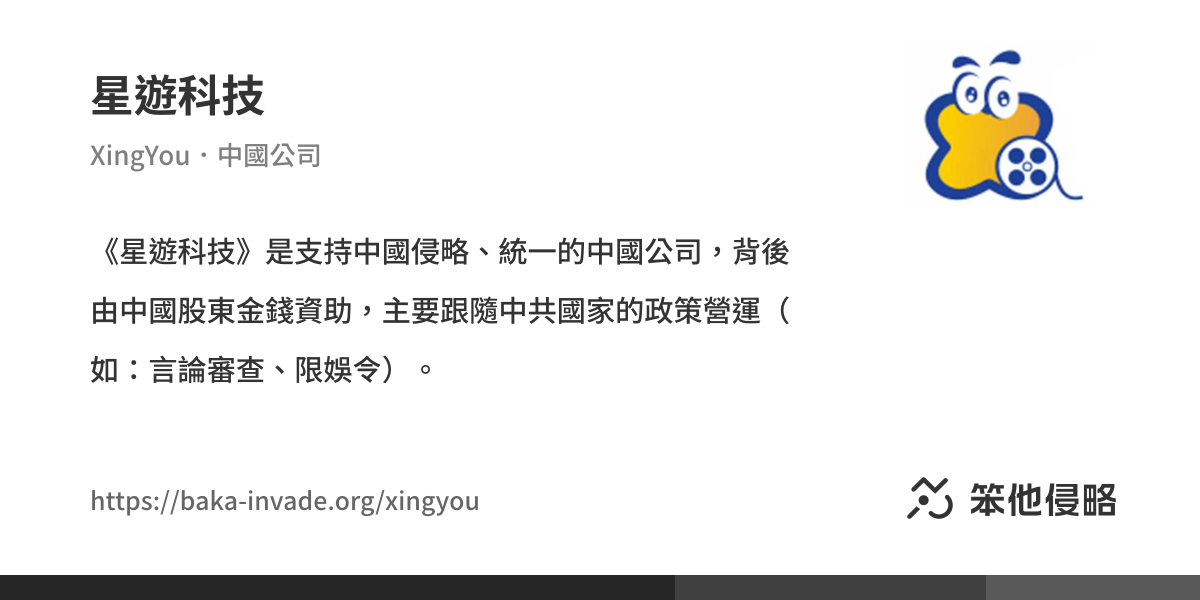 星遊科技
XingYou・中國公司
《星遊科技》是支持中國侵略、統一的中國公司，背後
由中國股東金錢資助，主要跟隨中共國家的政策營運（
如：言論審查、限娛令）。
https://baka-invade.org/xingyou
笨他侵略